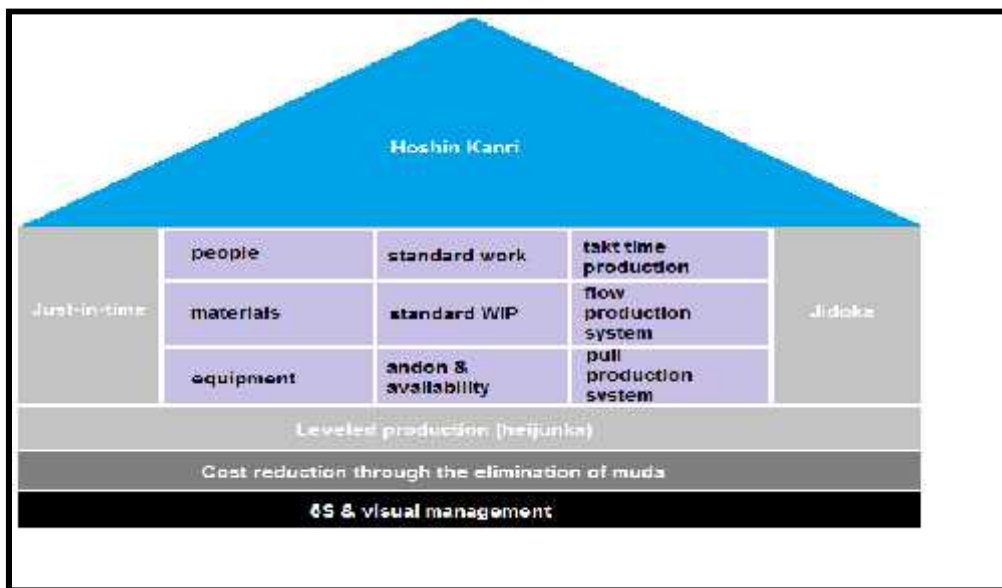 Hoshin Kanri
people
standard work
takt time
production
Just-in-time
materials
standard WIP
flow
production
system
Jidoka
equipment
andon &
availability
pull
production
system
Leveled production (heijunka)
Cost reduction through the elimination of muda
& visual management